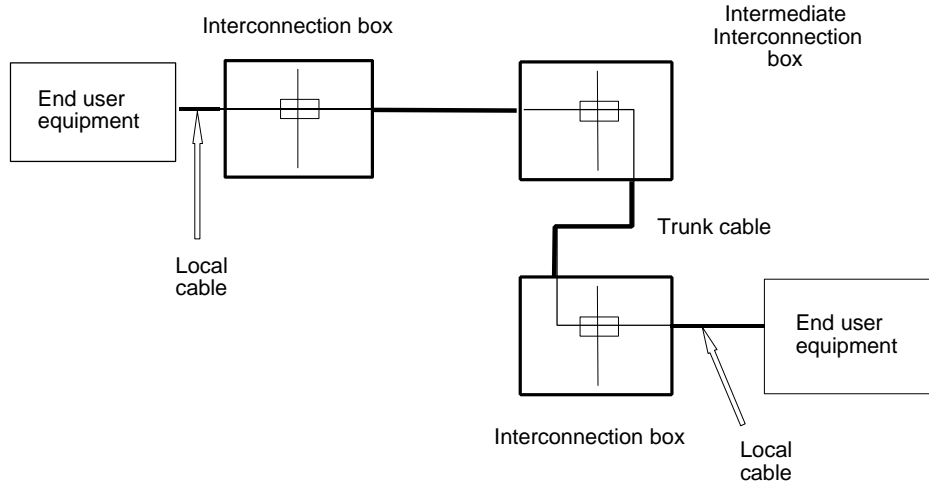 Interconnection box
Intermediate
Interconnection
box
End user
equipment
Trunk cable
Local
cable
End user
equipment
Interconnection box
Local
cable